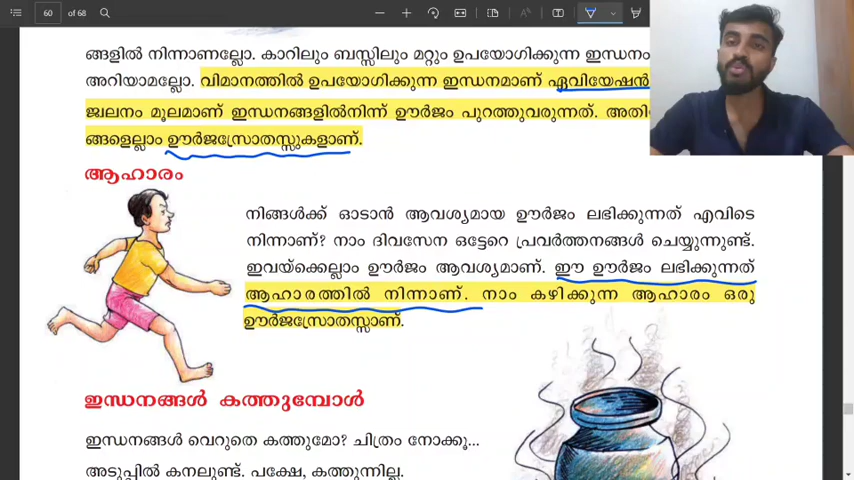 60 of 68
ങ്ങളിൽ നിന്നാണല്ലോ. കാറിലും ബസ്സിലും മറ്റും ഉപയോഗിക്കുന്ന ഇന്ധനം
അറിയാമല്ലോ. വിമാനത്തിൽ ഉപയോഗിക്കുന്ന ഇന്ധനമാണ് ഏവിയേഷൻ
ജ്വലനം മൂലമാണ് ഇന്ധനങ്ങളിൽനിന്ന് ഊർജം പുറത്തുവരുന്നത്. അതി
ങ്ങളെല്ലാം ഊർജസ്രോതസ്സുകളാണ്.
ആഹാരം
നിങ്ങൾക്ക് ഓടാൻ ആവശ്യമായ ഊർജം ലഭിക്കുന്നത് എവിടെ
നിന്നാണ്? നാം ദിവസേന ഒട്ടേറെ പ്രവർത്തനങ്ങൾ ചെയ്യുന്നുണ്ട്.
ഇവയ്ക്കെല്ലാം ഊർജം ആവശ്യമാണ്. ഈ ഊർജം ലഭിക്കുന്നത്
ആഹാരത്തിൽ നിന്നാണ്. നാം കഴിക്കുന്ന ആഹാരം ഒരു
ഊർജസ്രോതസ്സാണ്.
ഇന്ധനങ്ങൾ കത്തുമ്പോൾ
ഇന്ധനങ്ങൾ വെറുതെ കത്തുമോ? ചിത്രം നോക്കൂ...
അടുപ്പിൽ കനലുണ്ട്. പക്ഷേ, കത്തുന്നില്ല.